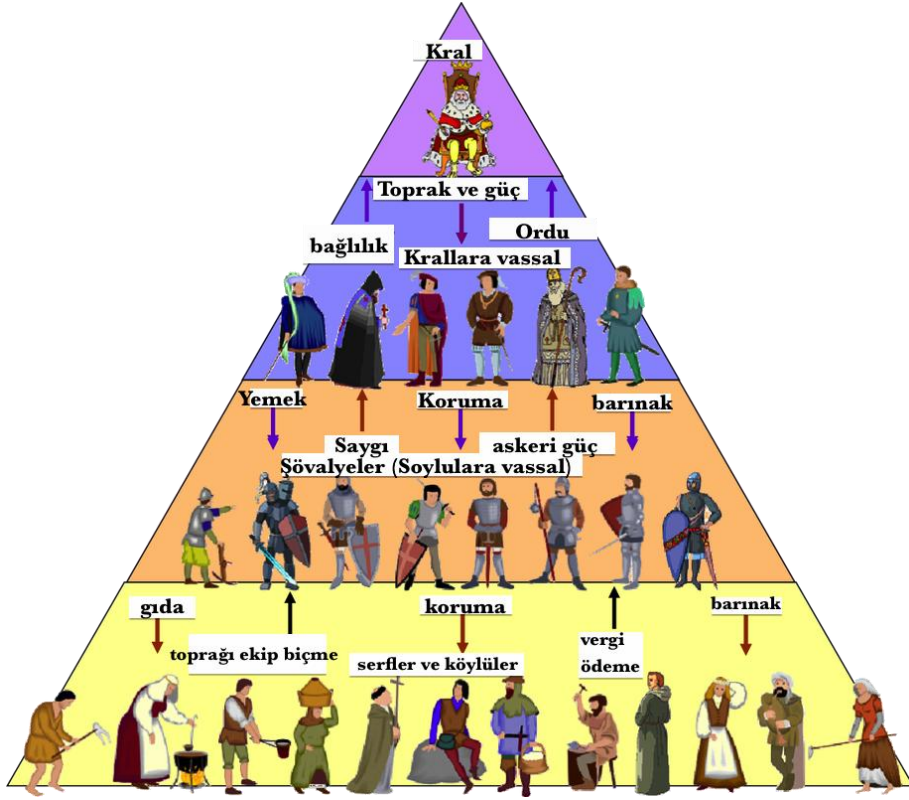 Kral
Toprak ve güç
bağlılık
Ordu
Krallara vassal
Yemek
Koruma
barınak
Saygı
askeri güç
Şövalyeler (Soylulara vassal)
gıda
koruma
barınak
toprağı ekip biçme
vergi
ödeme
serfler ve köylüler